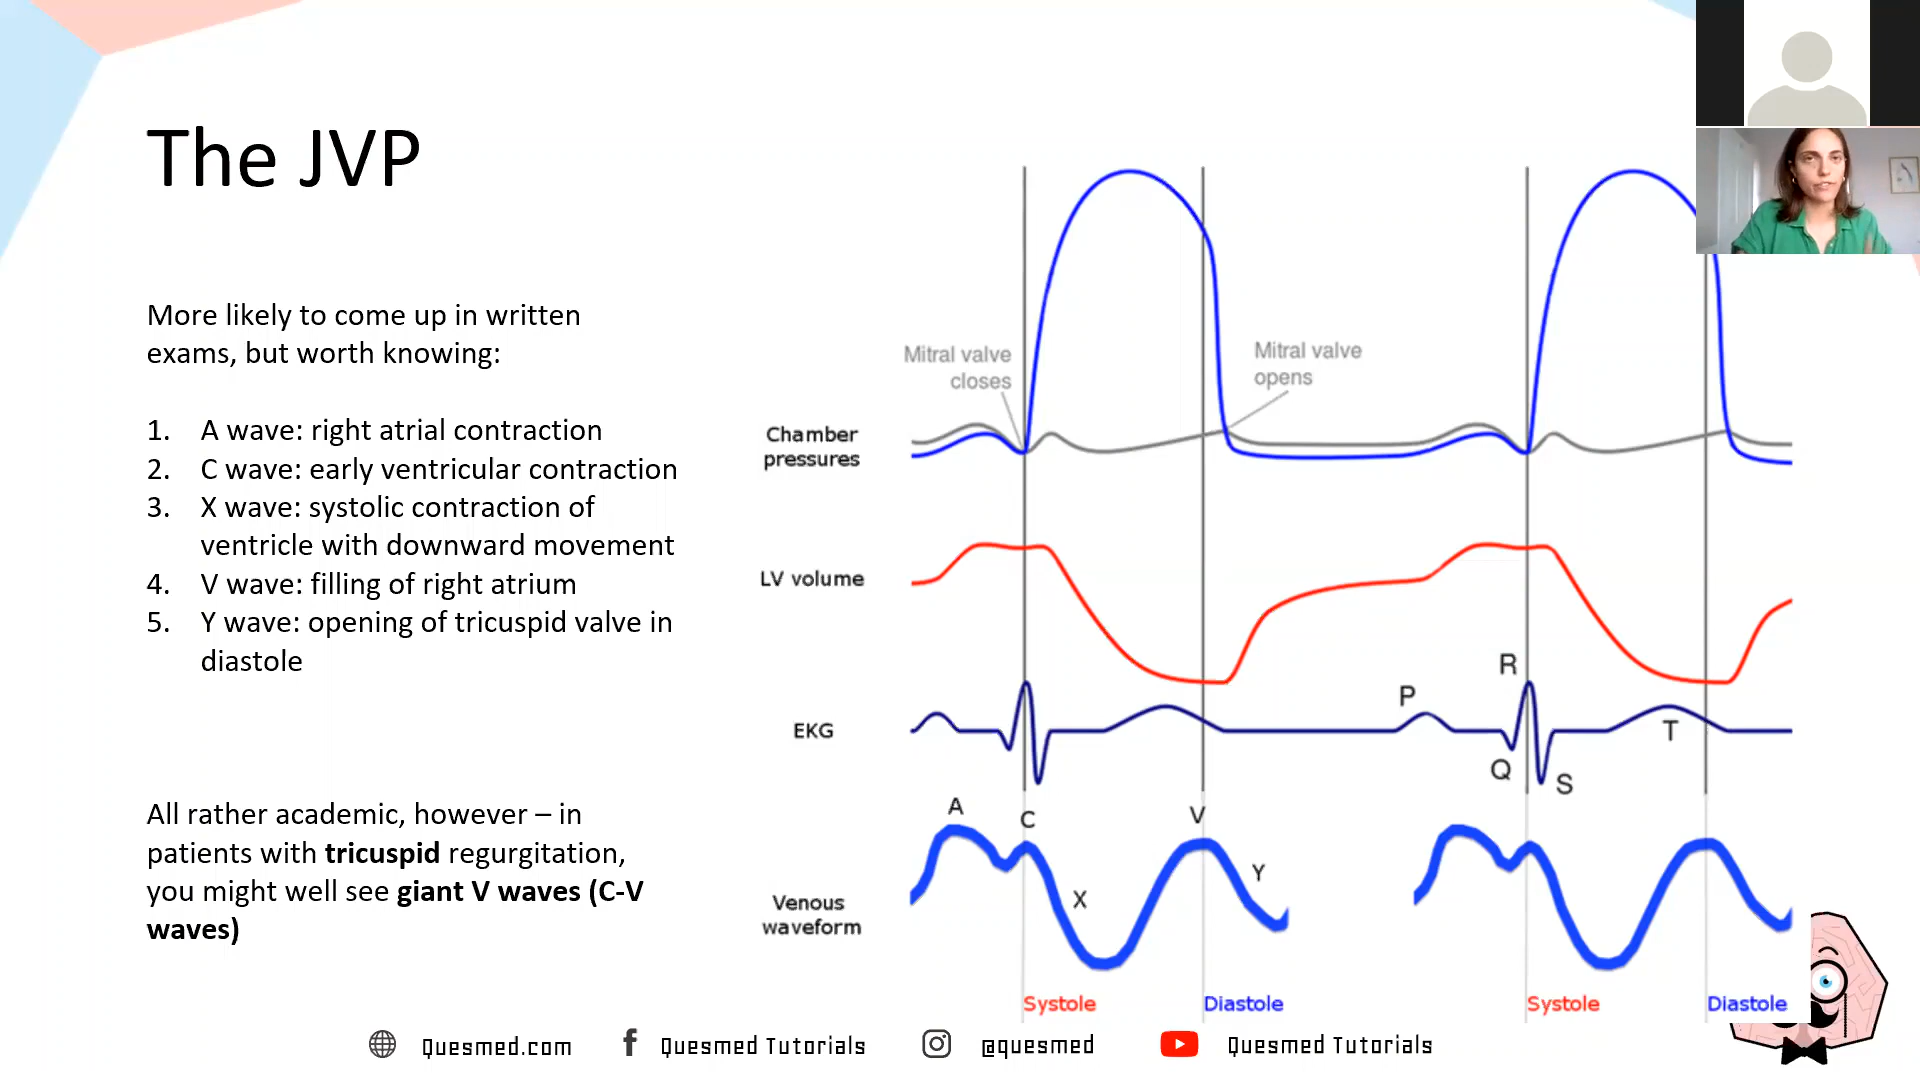 The JVP
More likely to come up in written
exams, but worth knowing:
1. A wave: right atrial contraction
2. C wave: early ventricular contraction
3. X wave: systolic contraction of
ventricle with downward movement
4. V wave: filling of right atrium
5. Y wave: opening of tricuspid valve in
diastole
All rather academic, however – in
patients with tricuspid regurgitation,
you might well see giant V waves (C-V
waves)
Mitral valve
closes
Mitral valve
opens
Chamber
pressures
LV volume
EKG
P
R
Q
S
T
A
C
V
X
Y
Venous
waveform
Systole
Diastole
Systole
Diastole
Quesmed.com
Quesmed Tutorials
@quesmed
Quesmed Tutorials